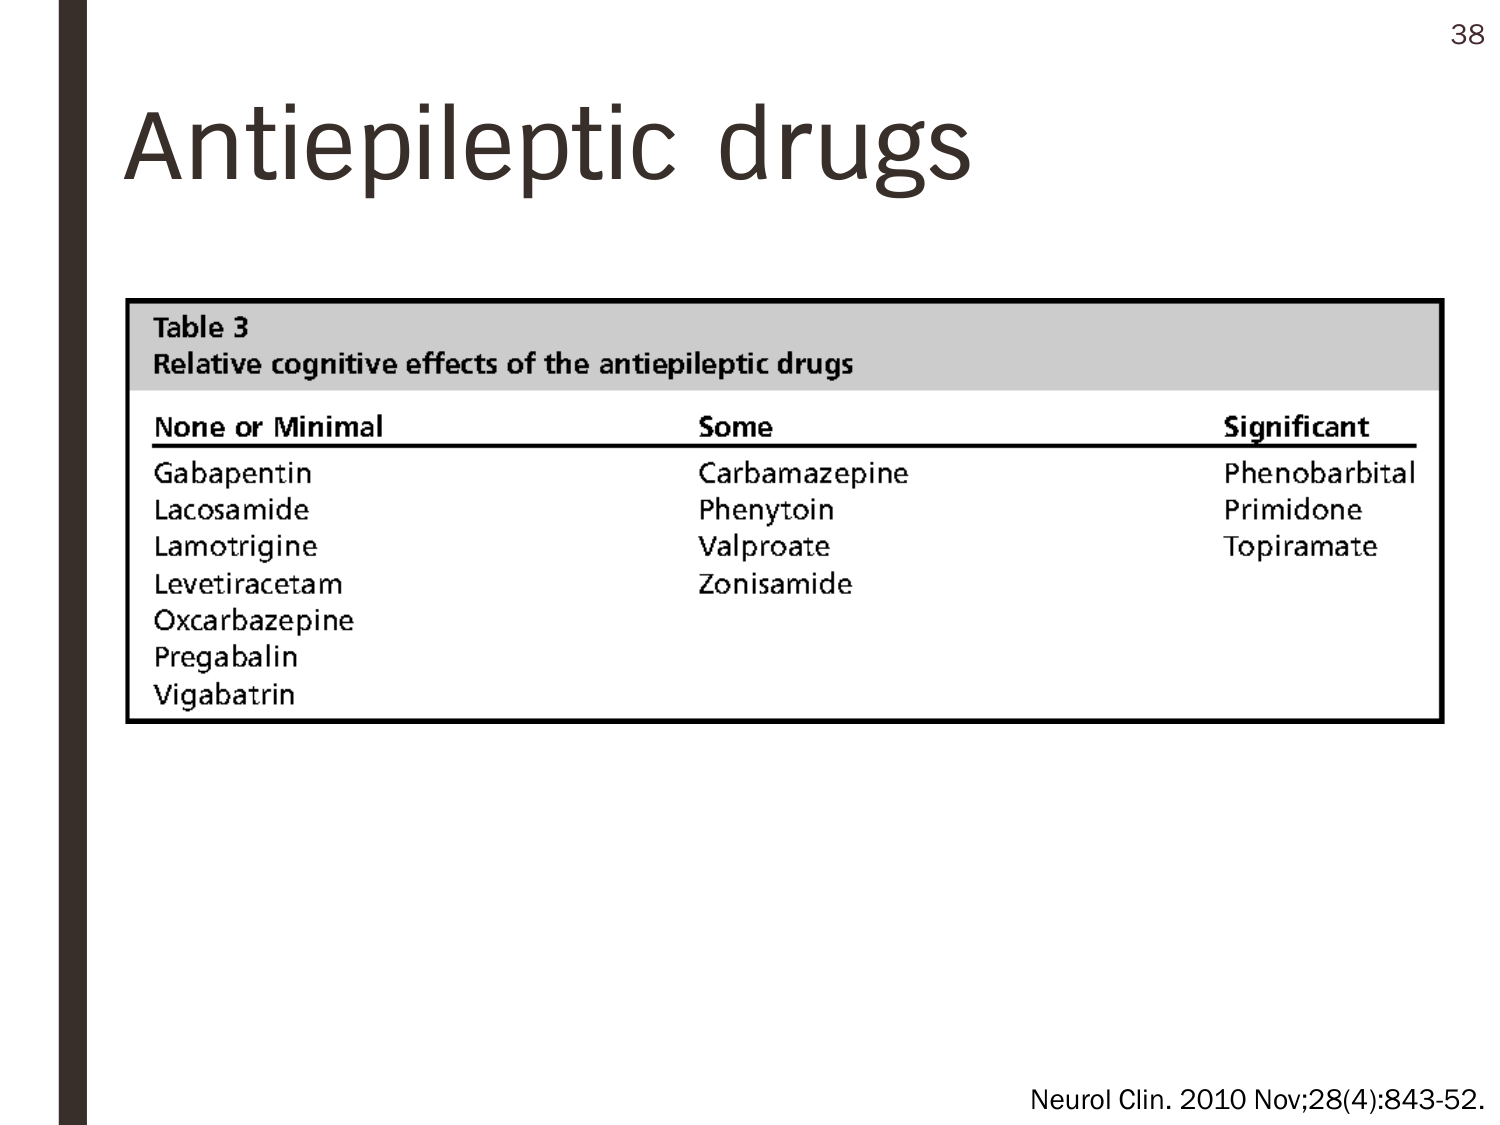 38
Antiepileptic drugs
Table 3
Relative cognitive effects of the antiepileptic drugs
None or Minimal Some Significant
Gabapentin Carbamazepine Phenobarbital
Lacosamide Phenytoin Primidone
Lamotrigine Valproate Topiramate
Levetiracetam Zonisamide
Oxcarbazepine
Pregabalin
Vigabatrin
Neurol Clin. 2010 Nov;28(4):843-52.